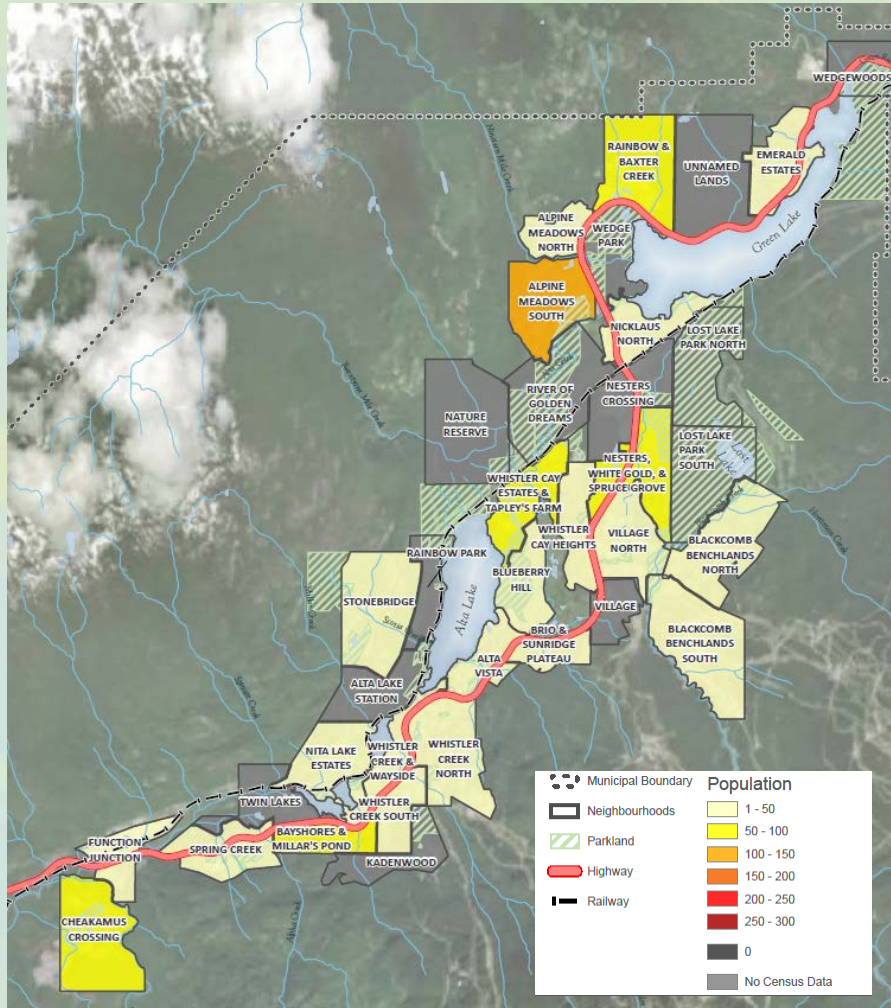 WEDGEWOODS
RAINBOW &
BAXTER
CREEK
UNNAMED
LANDS
EMERALD
ESTATES
Green Lake
ALPINE
MEADOWS
NORTH
WEDGE
PARK
ALPINE
MEADOWS
SOUTH
NICKLAUS
NORTH
LOST LAKE
PARK NORTH
RIVER OF
GOLDEN
DREAMS
NESTERS
CROSSING
NATURE
RESERVE
LOST LAKE
PARK
SOUTH
Lost
Lake
NESTERS,
WHITE GOLD, &
SPRUCE GROVE
WHISTLER CAY
ESTATES &
TAPLEY'S FARM
WHISTLER
CAY HEIGHTS
VILLAGE
NORTH
BLACKCOMB
BENCHLANDS
NORTH
RAINBOW PARK
BLUEBERRY
HILL
STONEBRIDGE
Alta Lake
VILLAGE
BRIO &
SUNRIDGE
PLATEAU
BLACKCOMB
BENCHLANDS
SOUTH
ALTA
VISTA
ALTA LAKE
STATION
NITA LAKE
ESTATES
WHISTLER
CREEK &
WAYSIDE
WHISTLER
CREEK
NORTH
TWIN LAKES
WHISTLER
CREEK SOUTH
FUNCTION
JUNCTION
SPRING CREEK
BAYSHORES &
MILLAR'S POND
KADENWOOD
CHEAKAMUS
CROSSING
Municipal Boundary
Neighbourhoods
Parkland
Highway
Railway
Population
1 - 50
50 - 100
100 - 150
150 - 200
200 - 250
250 - 300
0
No Census Data